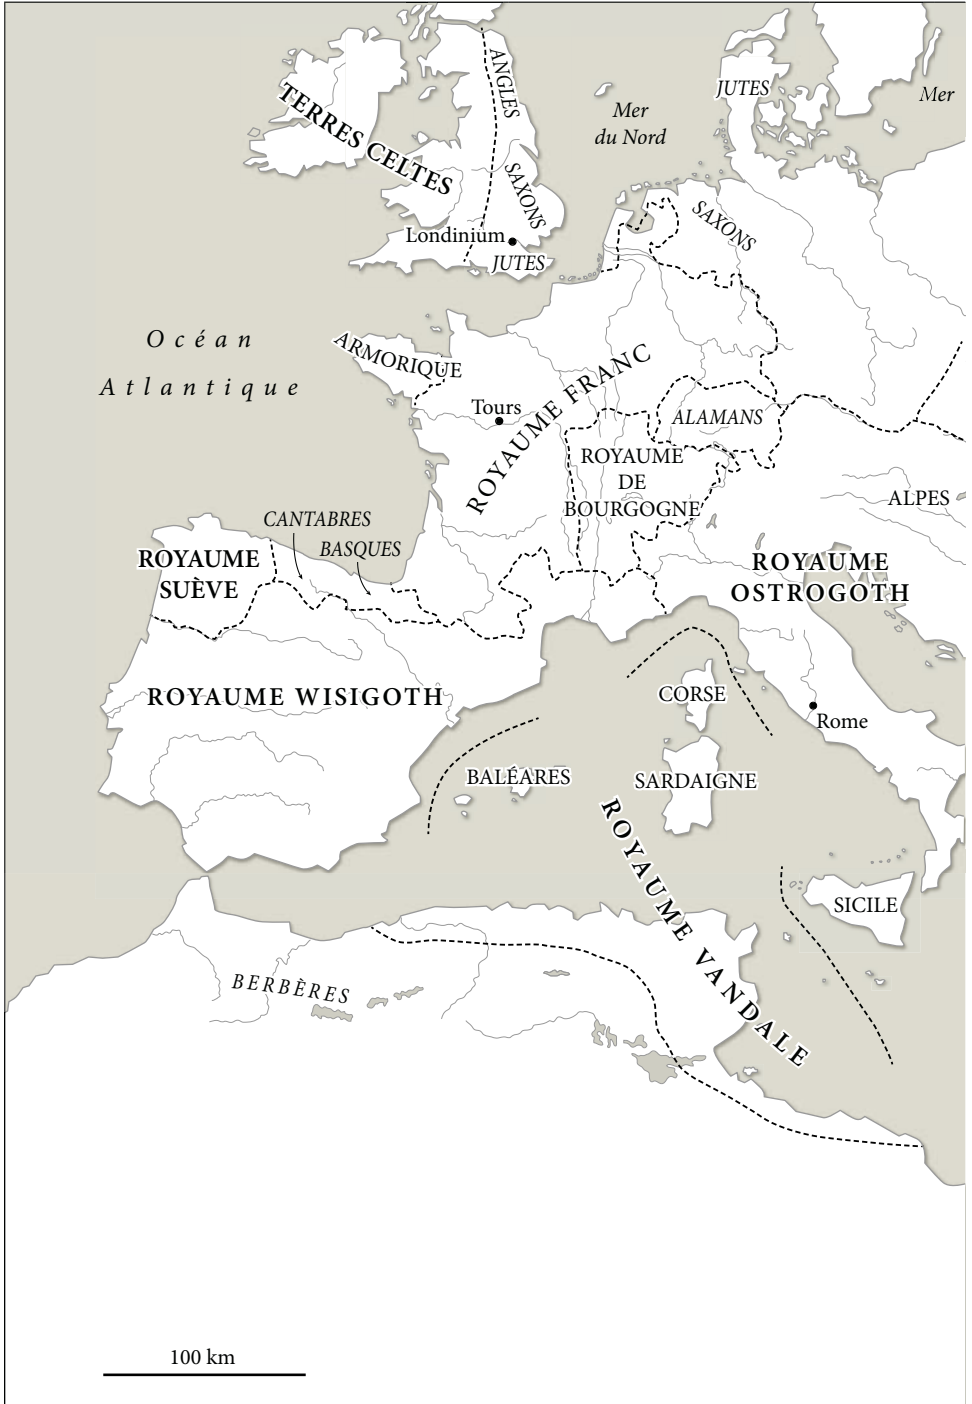 ANGLES
JUTES
Mer
Mer
du Nord
TERRES CELTES
SAXONS
SAXONS
Londinium
JUTES
Océan
Atlantique
ARMORIQUE
ROYAUME FRANC
Tours
ALAMANS
ROYAUME
DE
BOURGOGNE
ALPES
CANTABRES
BASQUES
ROYAUME
SUÈVE
ROYAUME
OSTROGOTH
ROYAUME WISIGOTH
CORSE
Rome
BALÉARES
SARDAIGNE
ROYAUME VANDALE
SICILE
BERBÈRES
100 km